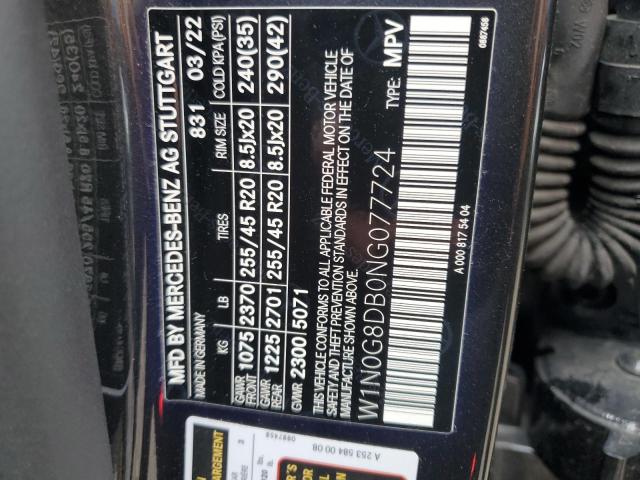 MFD BY MERCEDES-BENZ AG STUTTGART
MADE IN GERMANY 831 03/22
KG LB TIRES RIM SIZE COLD KPA(PSI)
GAWR FRONT 1075 2370 255/45 R20 8.5Jx20 240(35)
GAWR REAR 1225 2701 255/45 R20 8.5Jx20 290(42)
GVWR 2300 5071
THIS VEHICLE CONFORMS TO ALL APPLICABLE FEDERAL MOTOR VEHICLE
SAFETY AND THEFT PREVENTION STANDARDS IN EFFECT ON THE DATE OF
MANUFACTURE SHOWN ABOVE.
W1N0G8DB0NG077724 TYPE: MPV
A 000 817 54 04
0887458
0887458
A 253 584 00 08